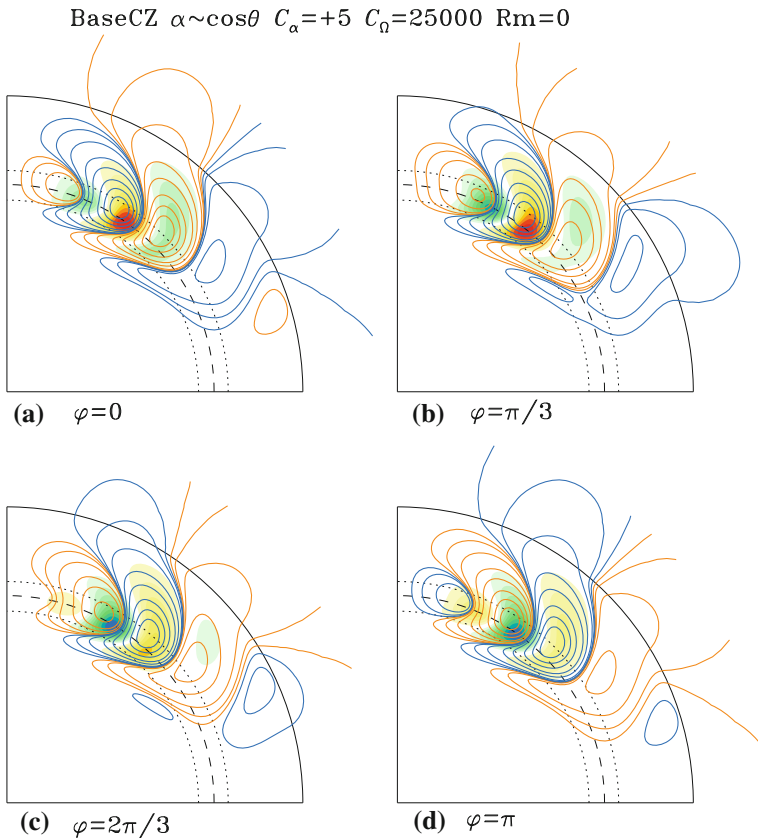 BaseCZ α~cosθ C_α=+5 C_Ω=25000 Rm=0
(a) φ=0
(b) φ=π/3
(c) φ=2π/3
(d) φ=π